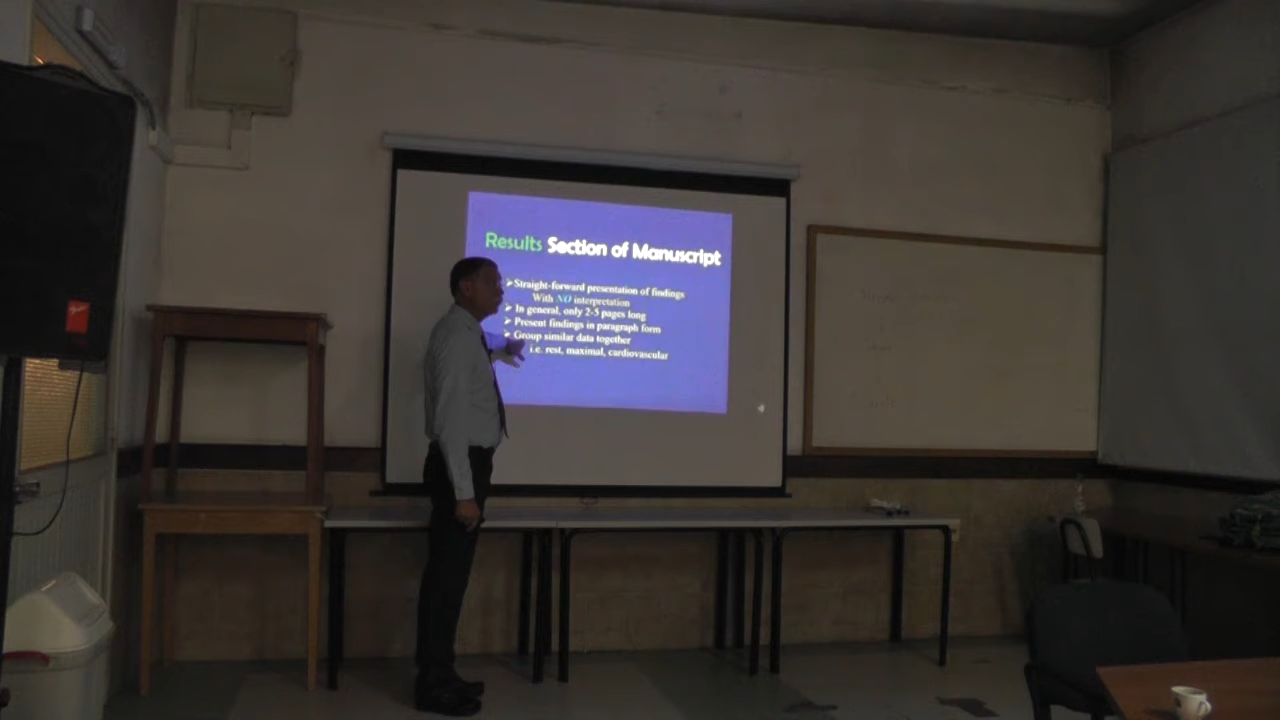 Results Section of Manuscript
➢Straight-forward presentation of findings
With NO interpretation
➢ In general, only 2-5 pages long
➢ Present findings in paragraph form
➢ Group similar data together
i.e. rest, maximal, cardiovascular